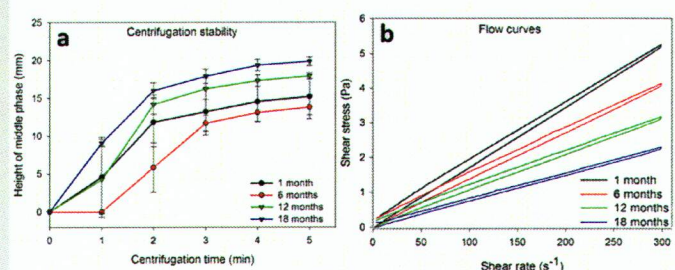 a
Centrifugation stability
Height of middle phase (mm)
25
20
15
10
5
0
0 1 2 3 4 5
Centrifugation time (min)
1 month
6 months
12 months
18 months
b
Flow curves
Shear stress (Pa)
6
5
4
3
2
1
0
0 50 100 150 200 250 300
Shear rate (s⁻¹)
1 month
6 months
12 months
18 months